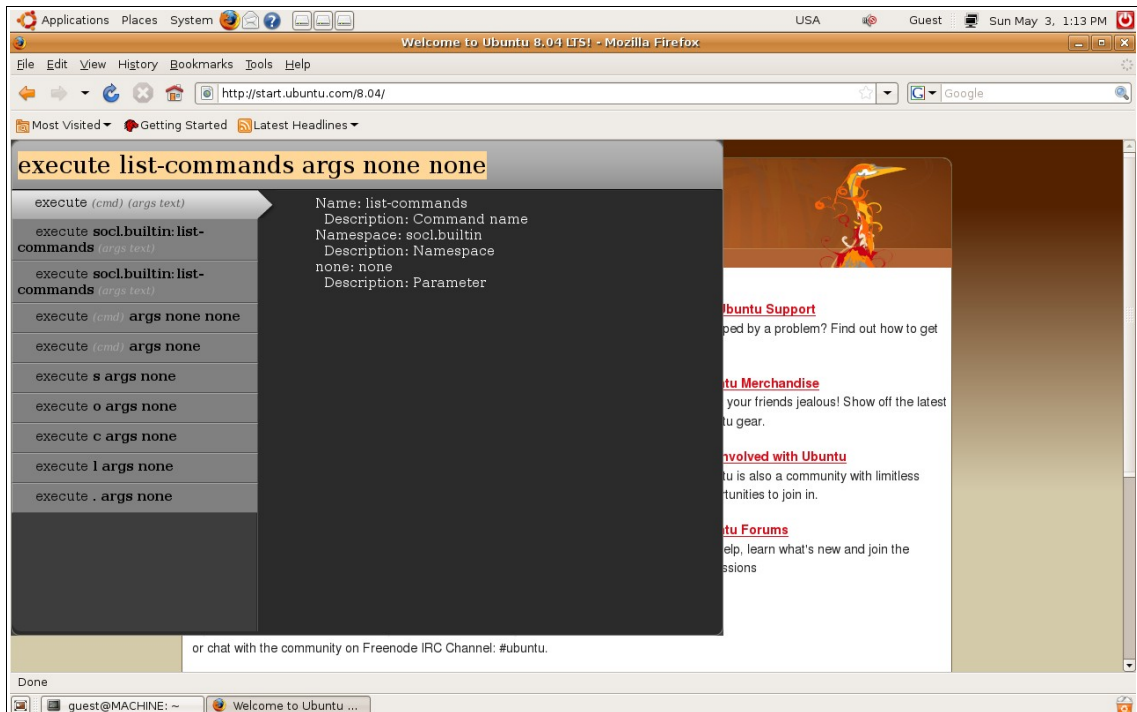 Applications Places System USA Guest Sun May 3, 1:13 PM
Welcome to Ubuntu 8.04 LTS! - Mozilla Firefox
File Edit View History Bookmarks Tools Help
http://start.ubuntu.com/8.04/ G Google
Most Visited Getting Started Latest Headlines
execute list-commands args none none
execute (cmd) (args text)
execute socl.builtin:list-
commands (args text)
execute socl.builtin:list-
commands (args text)
execute (cmd) args none none
execute (cmd) args none
execute s args none
execute o args none
execute c args none
execute l args none
execute . args none
Name: list-commands
Description: Command name
Namespace: socl.builtin
Description: Namespace
none: none
Description: Parameter
Ubuntu Support
ped by a problem? Find out how to get
tu Merchandise
your friends jealous! Show off the latest
tu gear.
nvolved with Ubuntu
tu is also a community with limitless
rtunities to join in.
tu Forums
elp, learn what's new and join the
ssions
or chat with the community on Freenode IRC Channel: #ubuntu.
Done
guest@MACHINE: ~ Welcome to Ubuntu ...